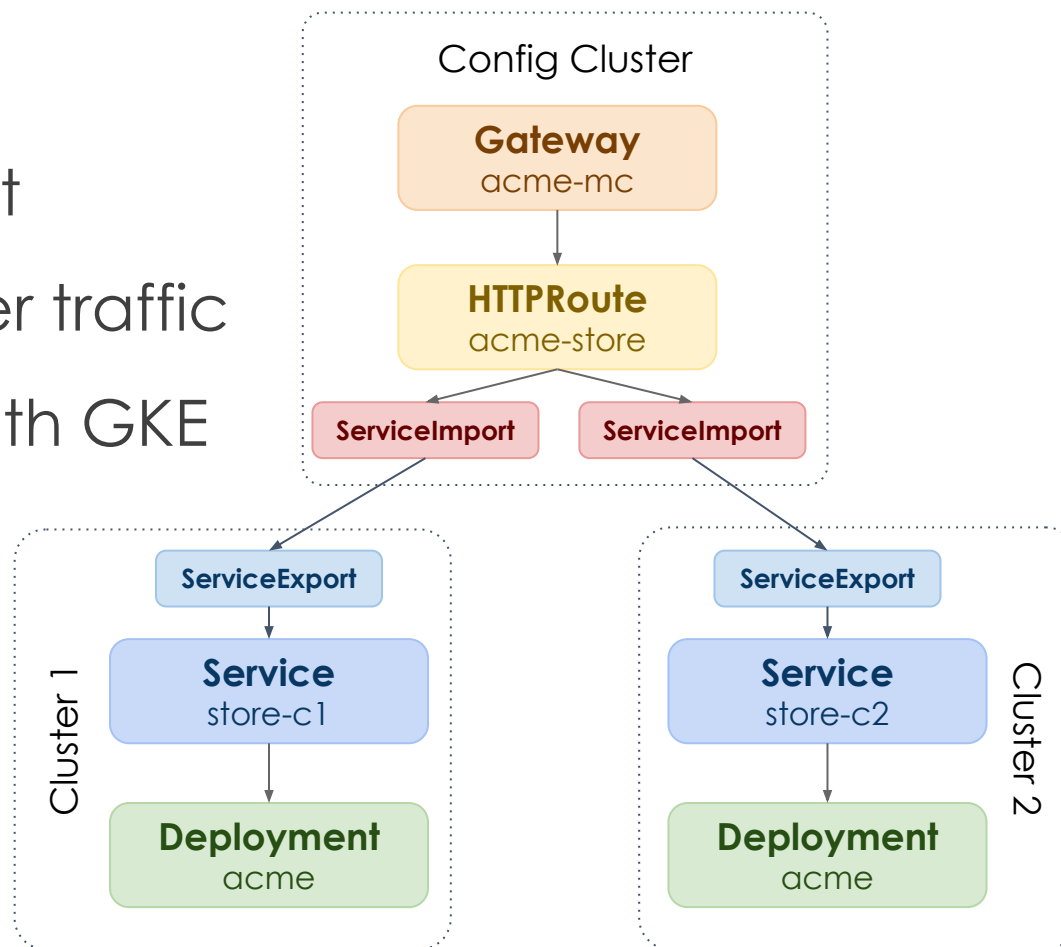 t
er traffic
th GKE
Config Cluster
Gateway
acme-mc
HTTPRoute
acme-store
ServiceImport
ServiceImport
Cluster 1
ServiceExport
Service
store-c1
Deployment
acme
ServiceExport
Service
store-c2
Deployment
acme
Cluster 2